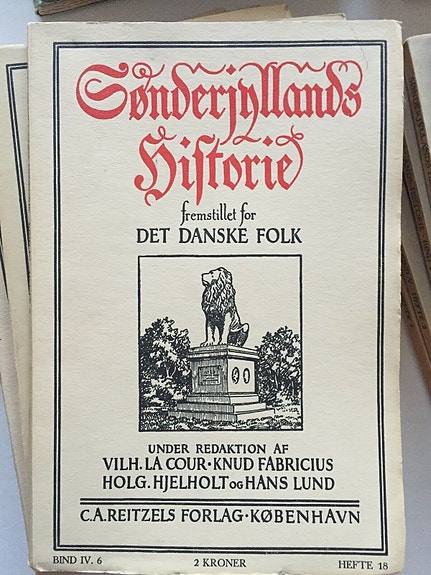 Sønderjyllands
Historie
fremstillet for
DET DANSKE FOLK
UNDER REDAKTION AF
VILH. LA COUR · KNUD FABRICIUS
HOLG. HJELHOLT OG HANS LUND
C.A. REITZELS FORLAG · KØBENHAVN
BIND IV. 6
2 KRONER
HEFTE 18